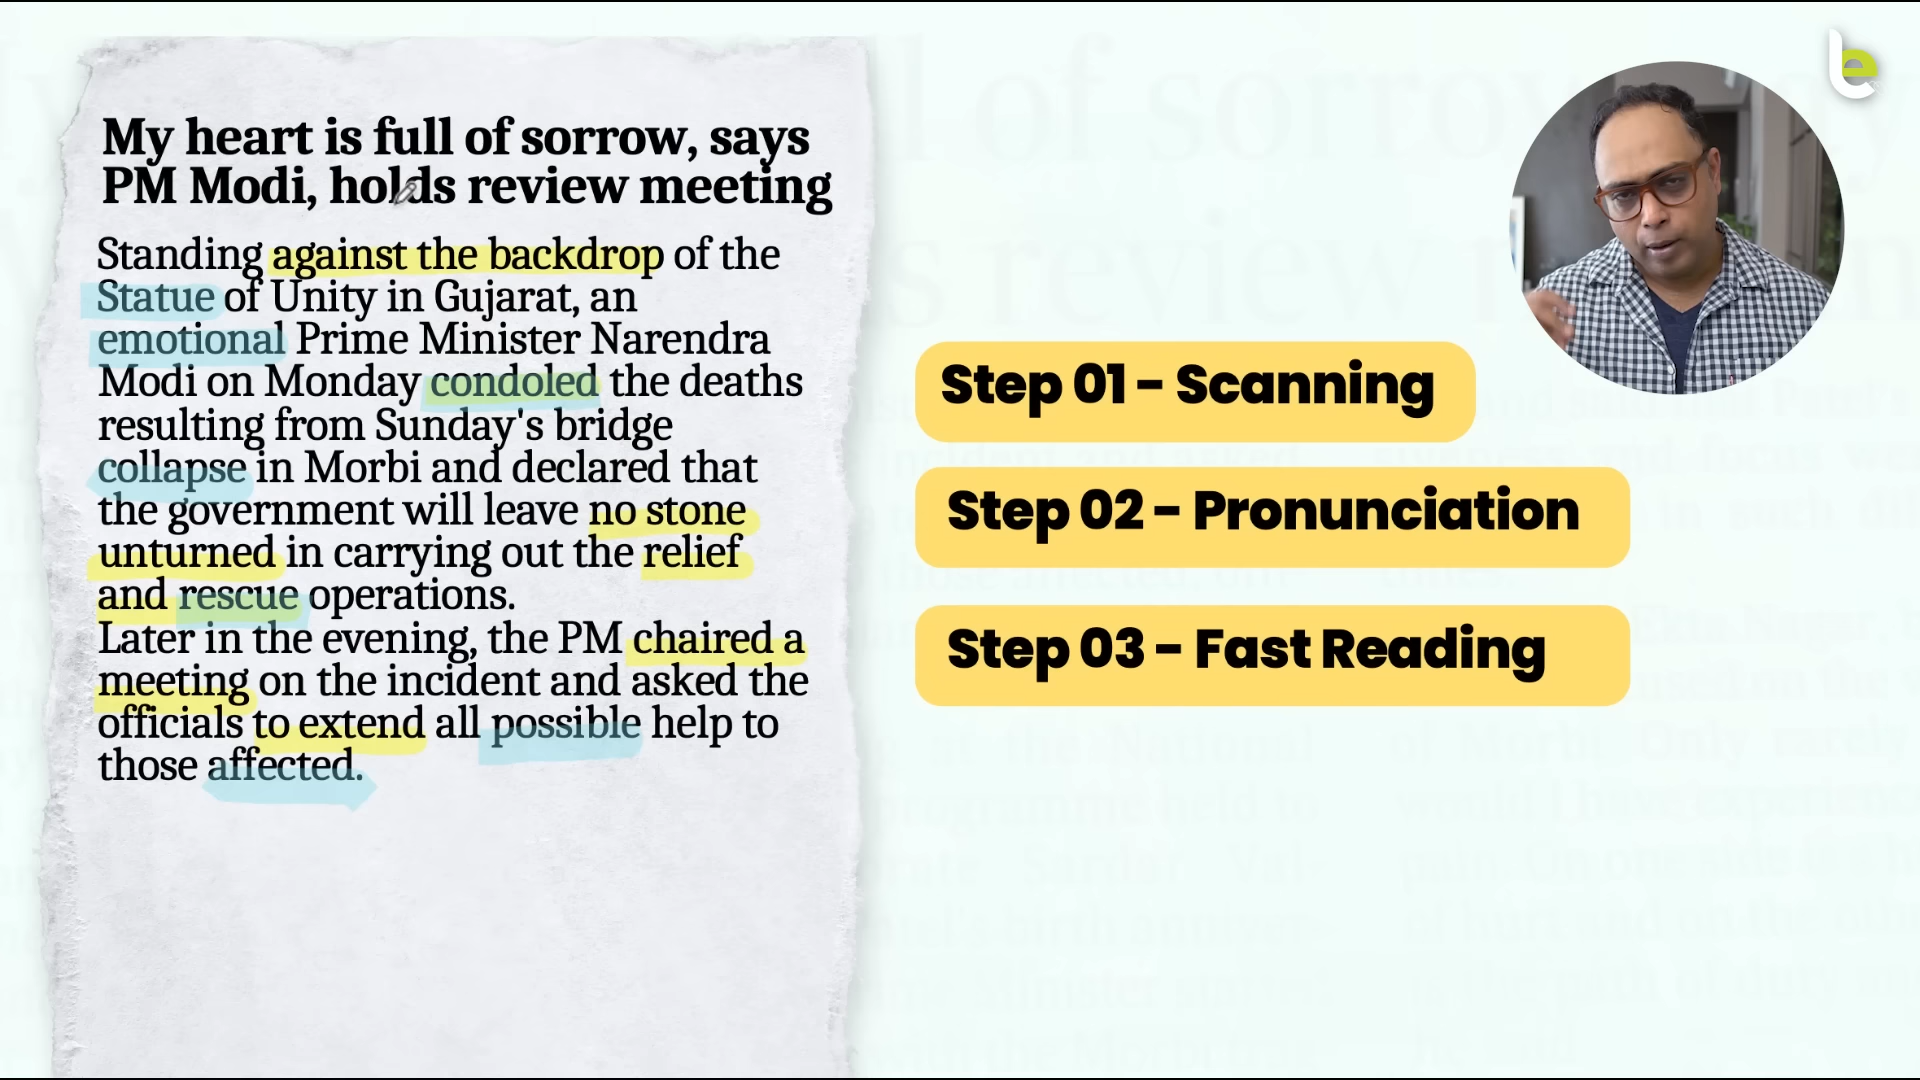 My heart is full of sorrow, says
PM Modi, holds review meeting
Standing against the backdrop of the
Statue of Unity in Gujarat, an
emotional Prime Minister Narendra
Modi on Monday condoled the deaths
resulting from Sunday's bridge
collapse in Morbi and declared that
the government will leave no stone
unturned in carrying out the relief
and rescue operations.
Later in the evening, the PM chaired a
meeting on the incident and asked the
officials to extend all possible help to
those affected.
Step 01 - Scanning
Step 02 - Pronunciation
Step 03 - Fast Reading